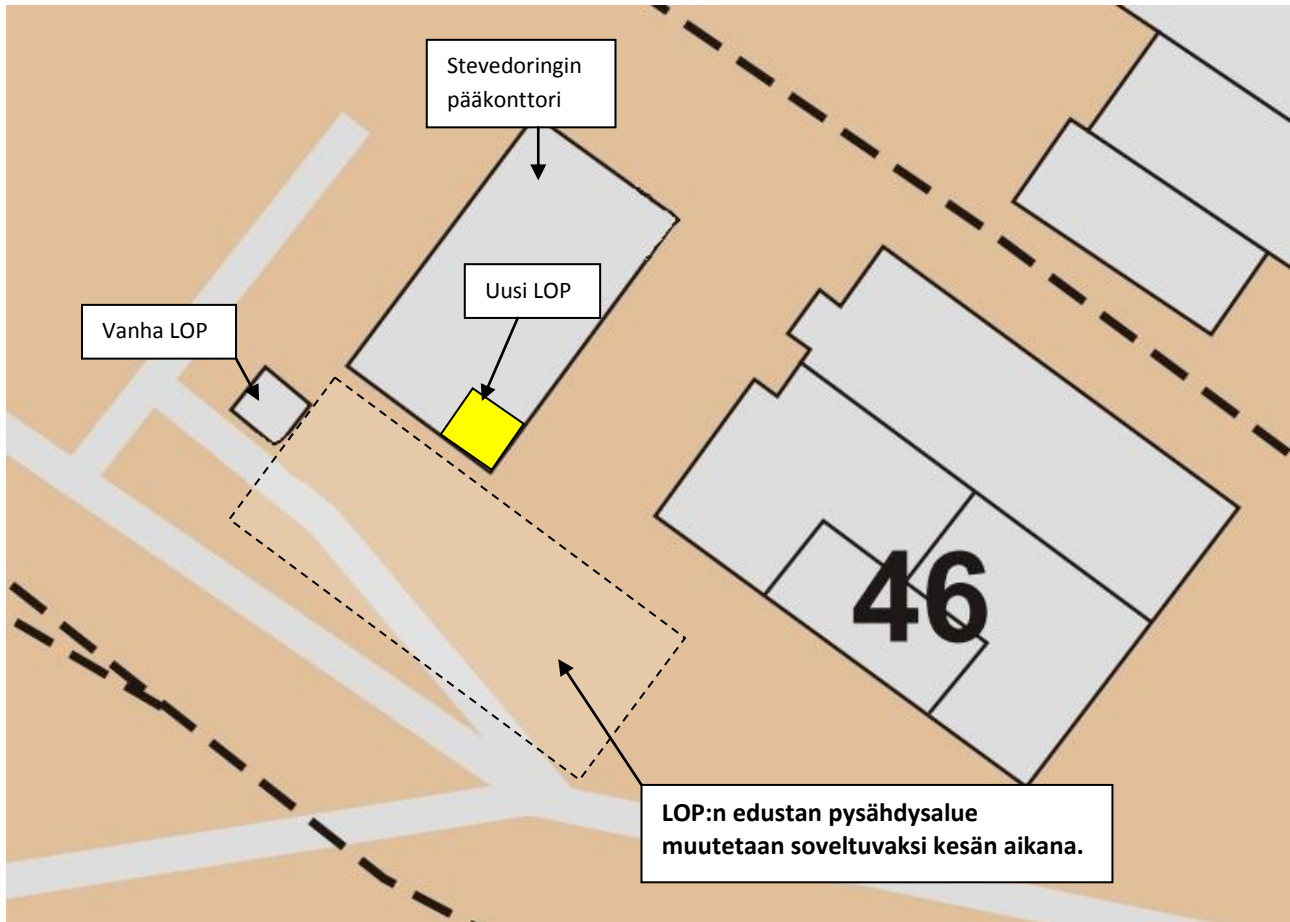 Stevedoringin
pääkonttori
Uusi LOP
Vanha LOP
46
LOP:n edustan pysähdysalue
muutetaan soveltuvaksi kesän aikana.